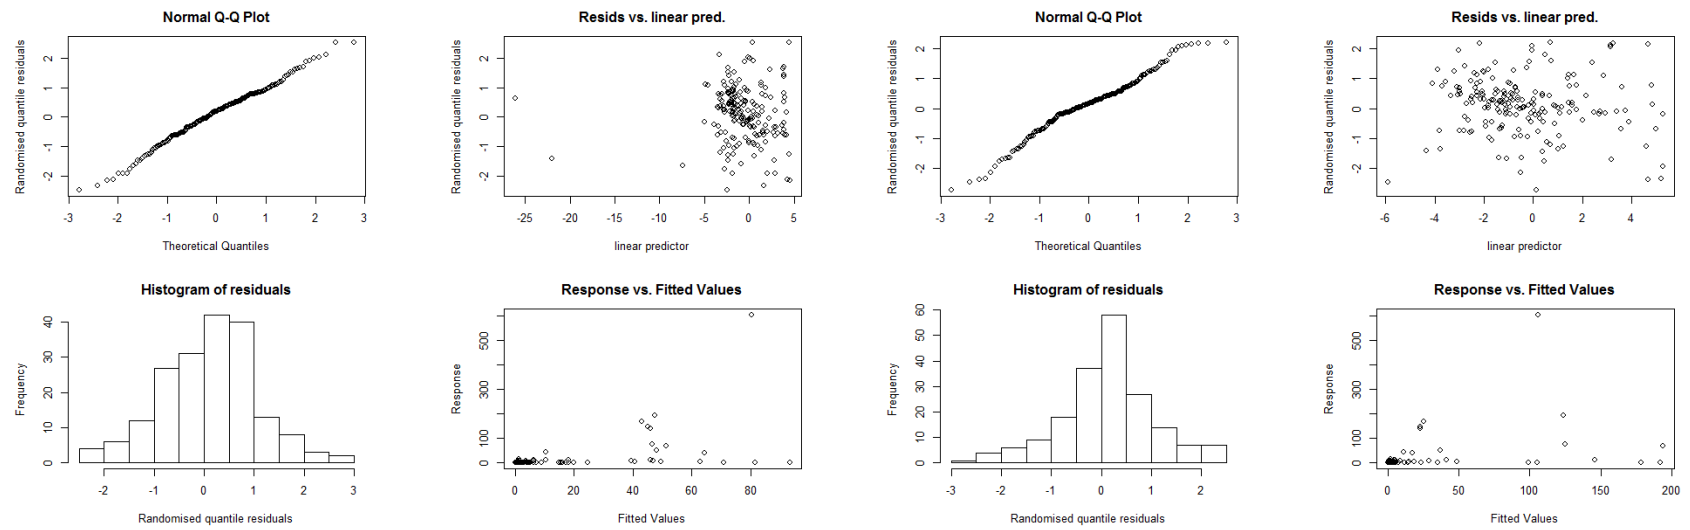 Normal Q-Q Plot
Randomised quantile residuals
2
1
0
-1
-2
-3 -2 -1 0 1 2 3
Theoretical Quantiles
Resids vs. linear pred.
Randomised quantile residuals
2
1
0
-1
-2
-25 -20 -15 -10 -5 0 5
linear predictor
Normal Q-Q Plot
Randomised quantile residuals
2
1
0
-1
-2
-3 -2 -1 0 1 2 3
Theoretical Quantiles
Resids vs. linear pred.
Randomised quantile residuals
2
1
0
-1
-2
-6 -4 -2 0 2 4
linear predictor
Histogram of residuals
Frequency
40
30
20
10
0
-2 -1 0 1 2 3
Randomised quantile residuals
Response vs. Fitted Values
Response
500
300
100
0
0 20 40 60 80
Fitted Values
Histogram of residuals
Frequency
60
50
40
30
20
10
0
-3 -2 -1 0 1 2
Randomised quantile residuals
Response vs. Fitted Values
Response
500
300
100
0
0 50 100 150 200
Fitted Values